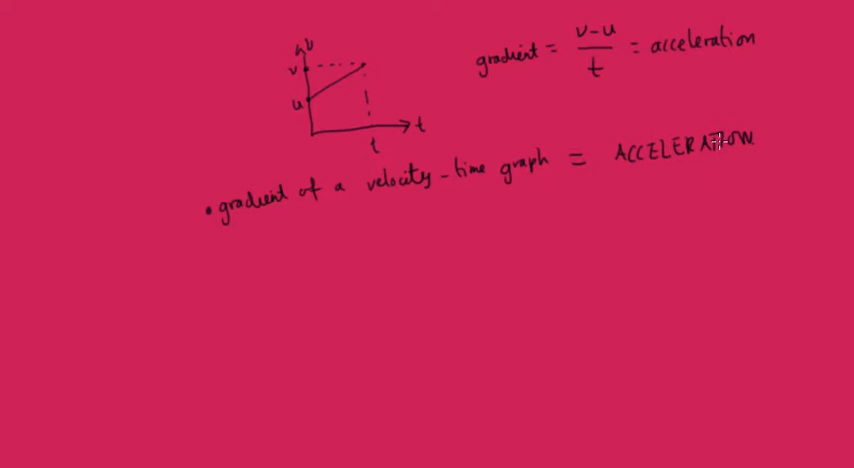 v
v
u
t
t
gradient = v-u / t = acceleration
• gradient of a velocity-time graph = ACCELERATION